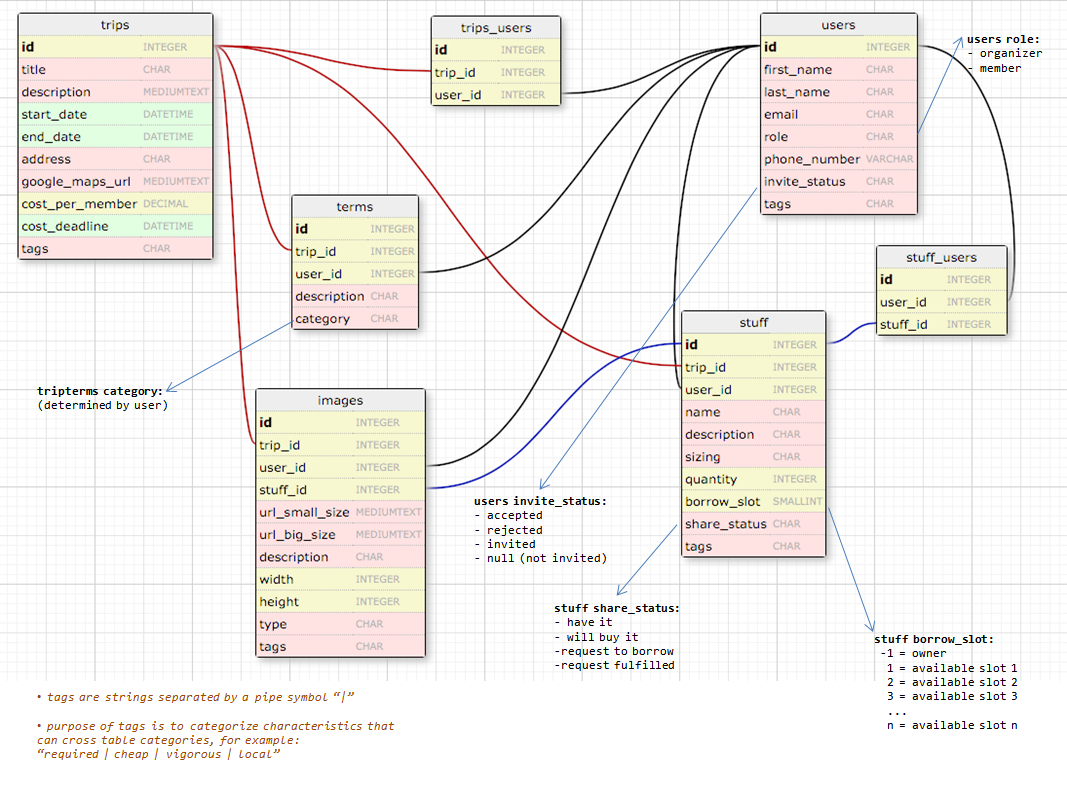 trips
id INTEGER
title CHAR
description MEDIUMTEXT
start_date DATETIME
end_date DATETIME
address CHAR
google_maps_url MEDIUMTEXT
cost_per_member DECIMAL
cost_deadline DATETIME
tags CHAR
trips_users
id INTEGER
trip_id INTEGER
user_id INTEGER
users
id INTEGER
first_name CHAR
last_name CHAR
email CHAR
role CHAR
phone_number VARCHAR
invite_status CHAR
tags CHAR
users role:
- organizer
- member
terms
id INTEGER
trip_id INTEGER
user_id INTEGER
description CHAR
category CHAR
stuff_users
id INTEGER
user_id INTEGER
stuff_id INTEGER
stuff
id INTEGER
trip_id INTEGER
user_id INTEGER
name CHAR
description CHAR
sizing CHAR
quantity INTEGER
borrow_slot SMALLINT
share_status CHAR
tags CHAR
tripterms category:
(determined by user)
images
id INTEGER
trip_id INTEGER
user_id INTEGER
stuff_id INTEGER
url_small_size MEDIUMTEXT
url_big_size MEDIUMTEXT
description CHAR
width INTEGER
height INTEGER
type CHAR
tags CHAR
users invite_status:
- accepted
- rejected
- invited
- null (not invited)
stuff share_status:
- have it
- will buy it
-request to borrow
-request fulfilled
stuff borrow_slot:
-1 = owner
1 = available slot 1
2 = available slot 2
3 = available slot 3
...
n = available slot n
• tags are strings separated by a pipe symbol “|”
• purpose of tags is to categorize characteristics that
can cross table categories, for example:
“required | cheap | vigorous | local”